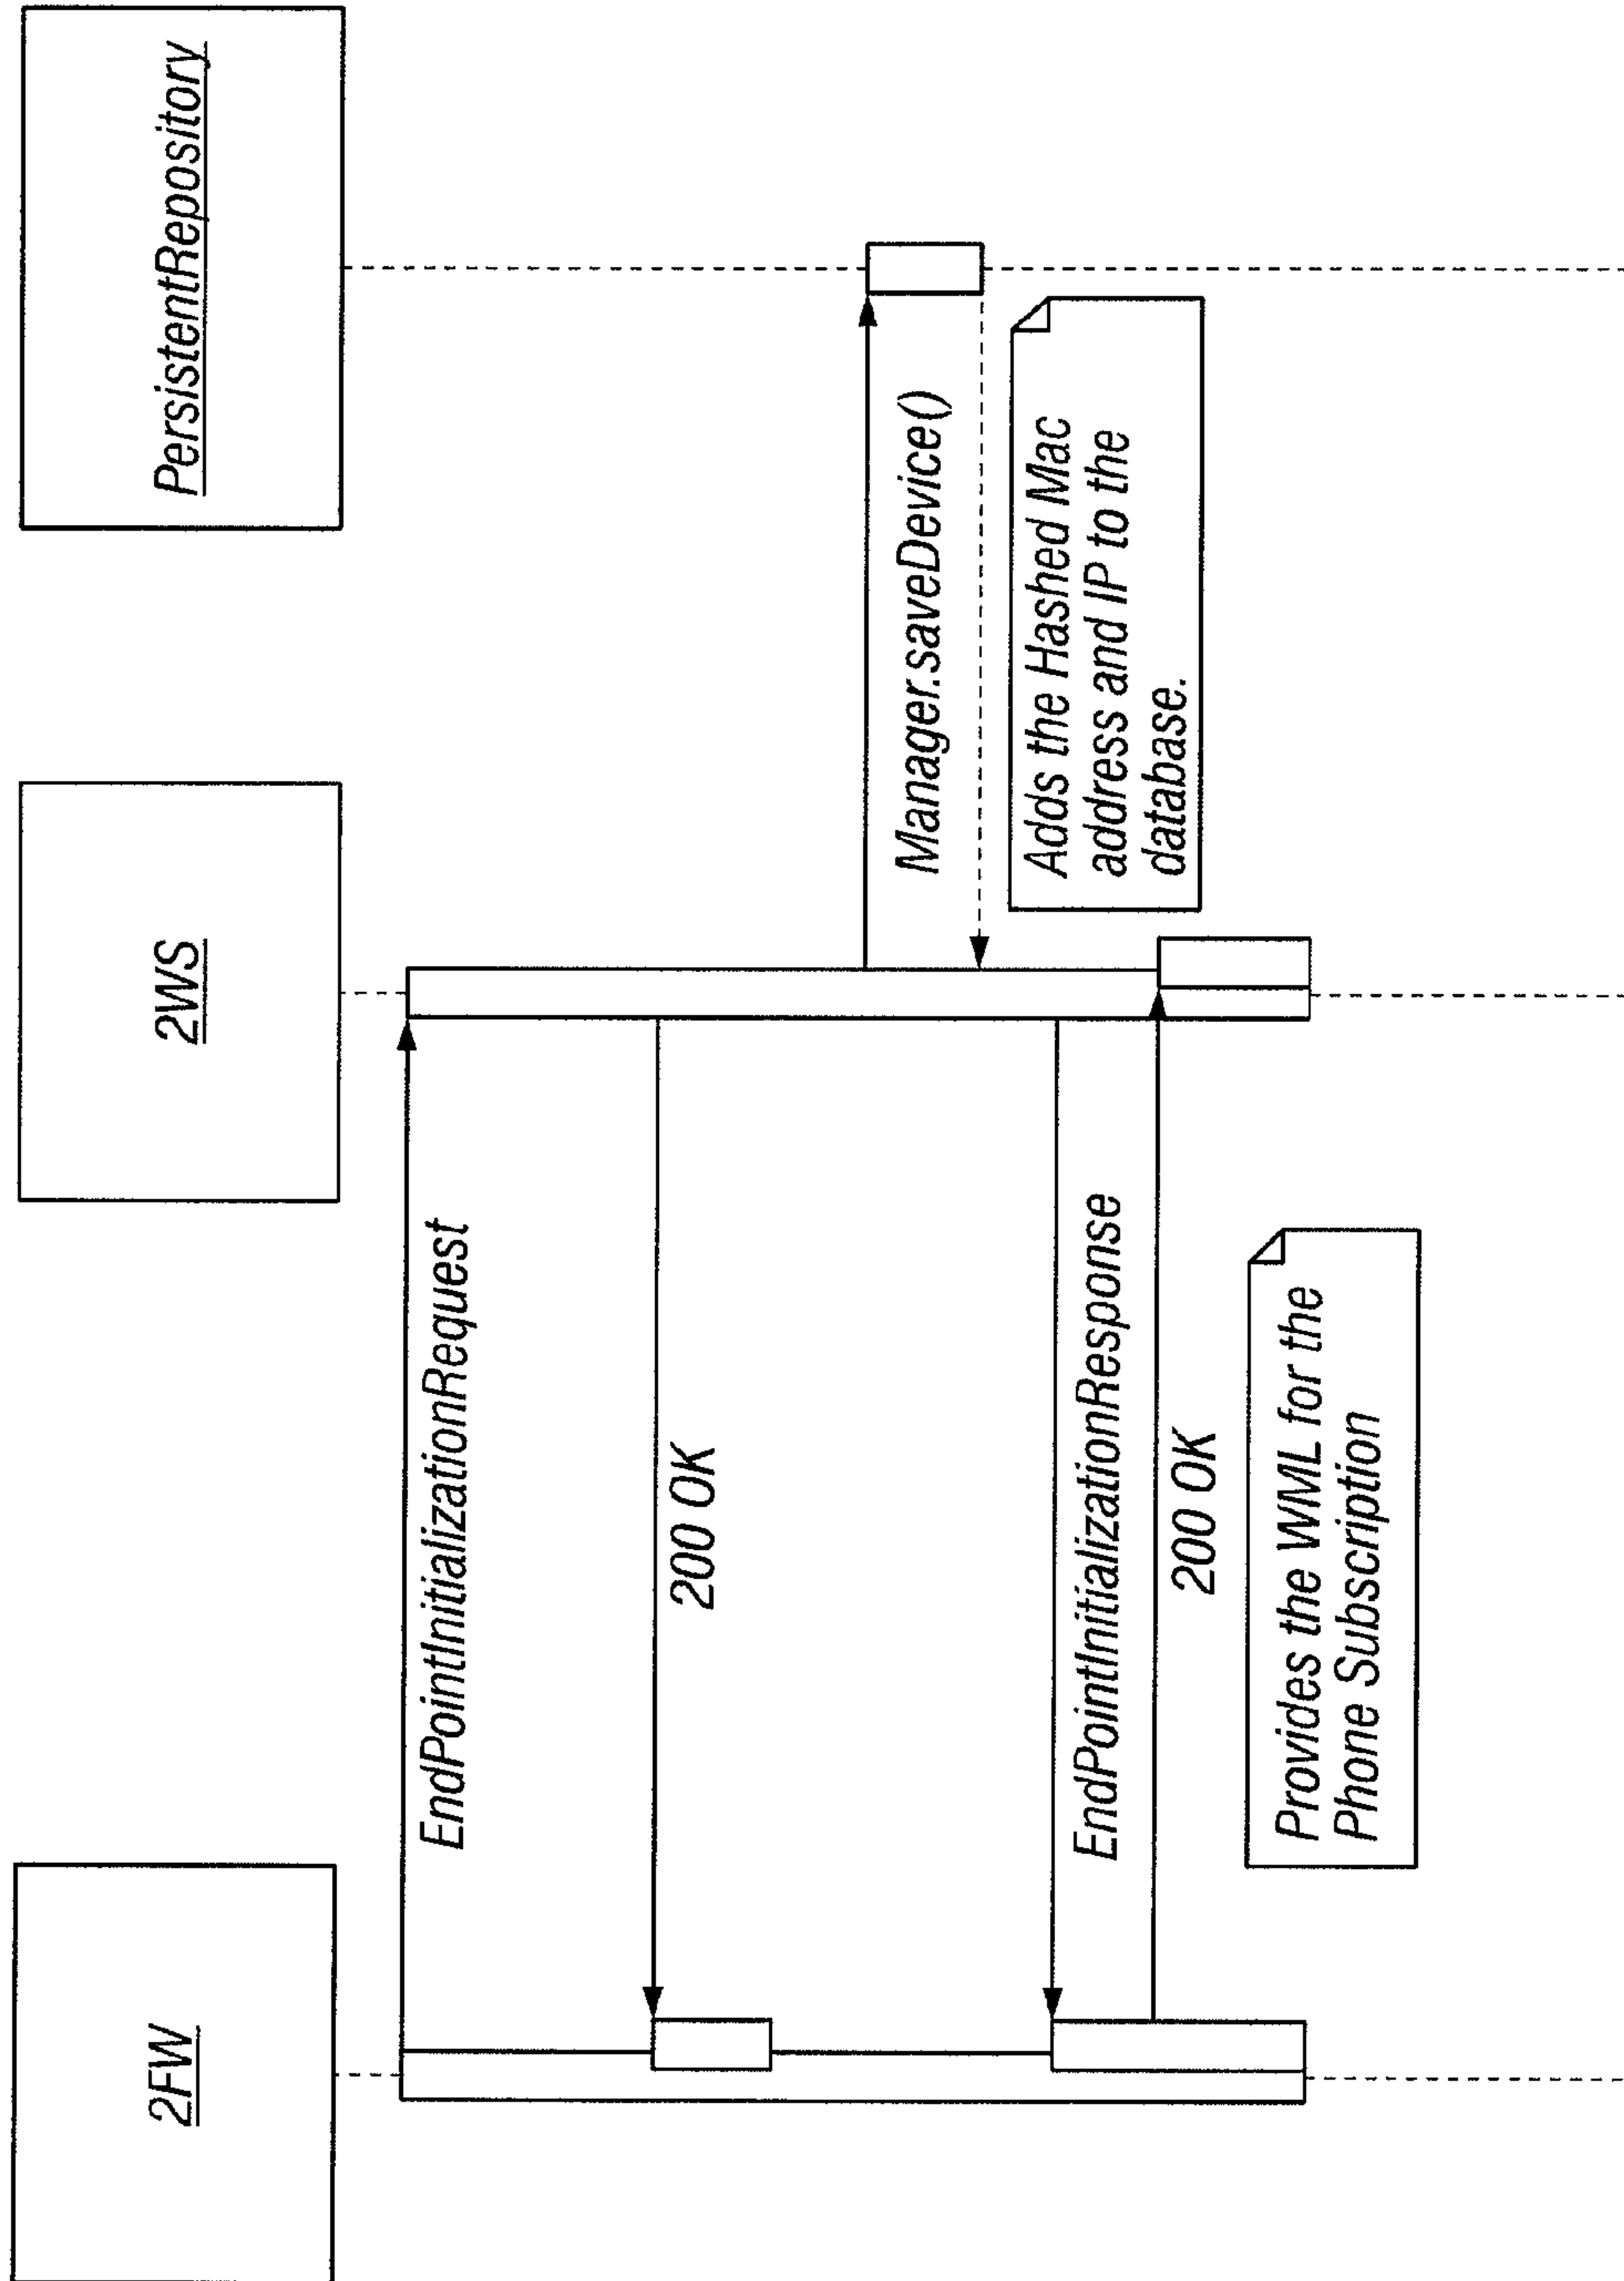 2FW
2WS
PersistentRepository
EndPointInitializationRequest
200 OK
Manager.saveDevice()
Adds the Hashed Mac
address and IP to the
database.
EndPointInitializationResponse
200 OK
Provides the WML for the
Phone Subscription